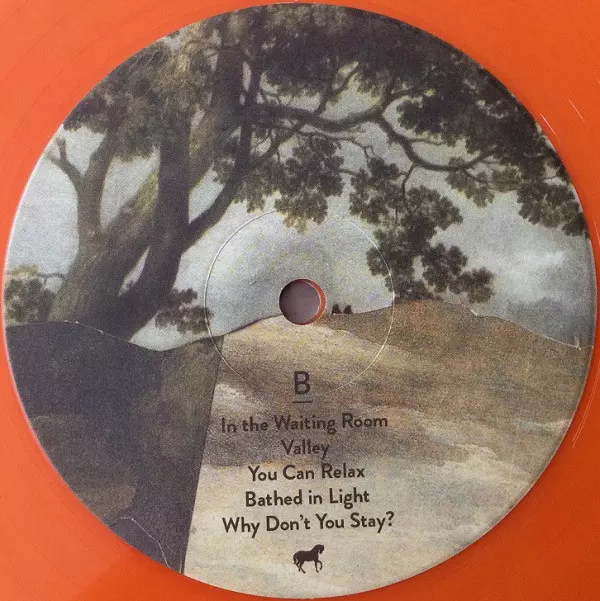 B
In the Waiting Room
Valley
You Can Relax
Bathed in Light
Why Don't You Stay?